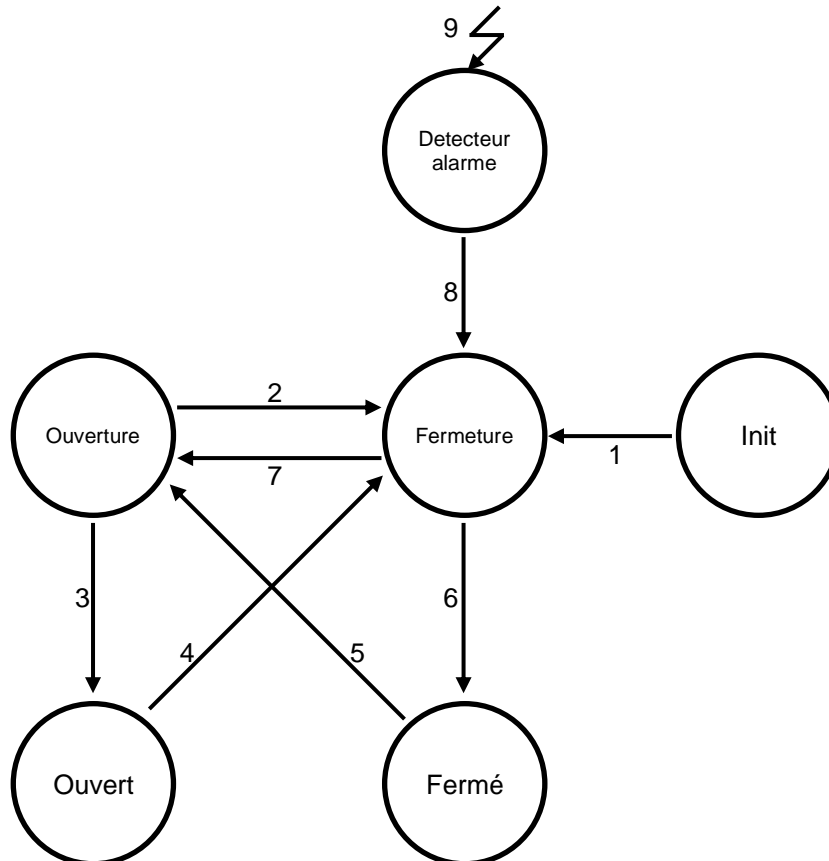 9
Detecteur
alarme
8
Ouverture
2
7
Fermeture
1
Init
3
4
5
6
Ouvert
Fermé